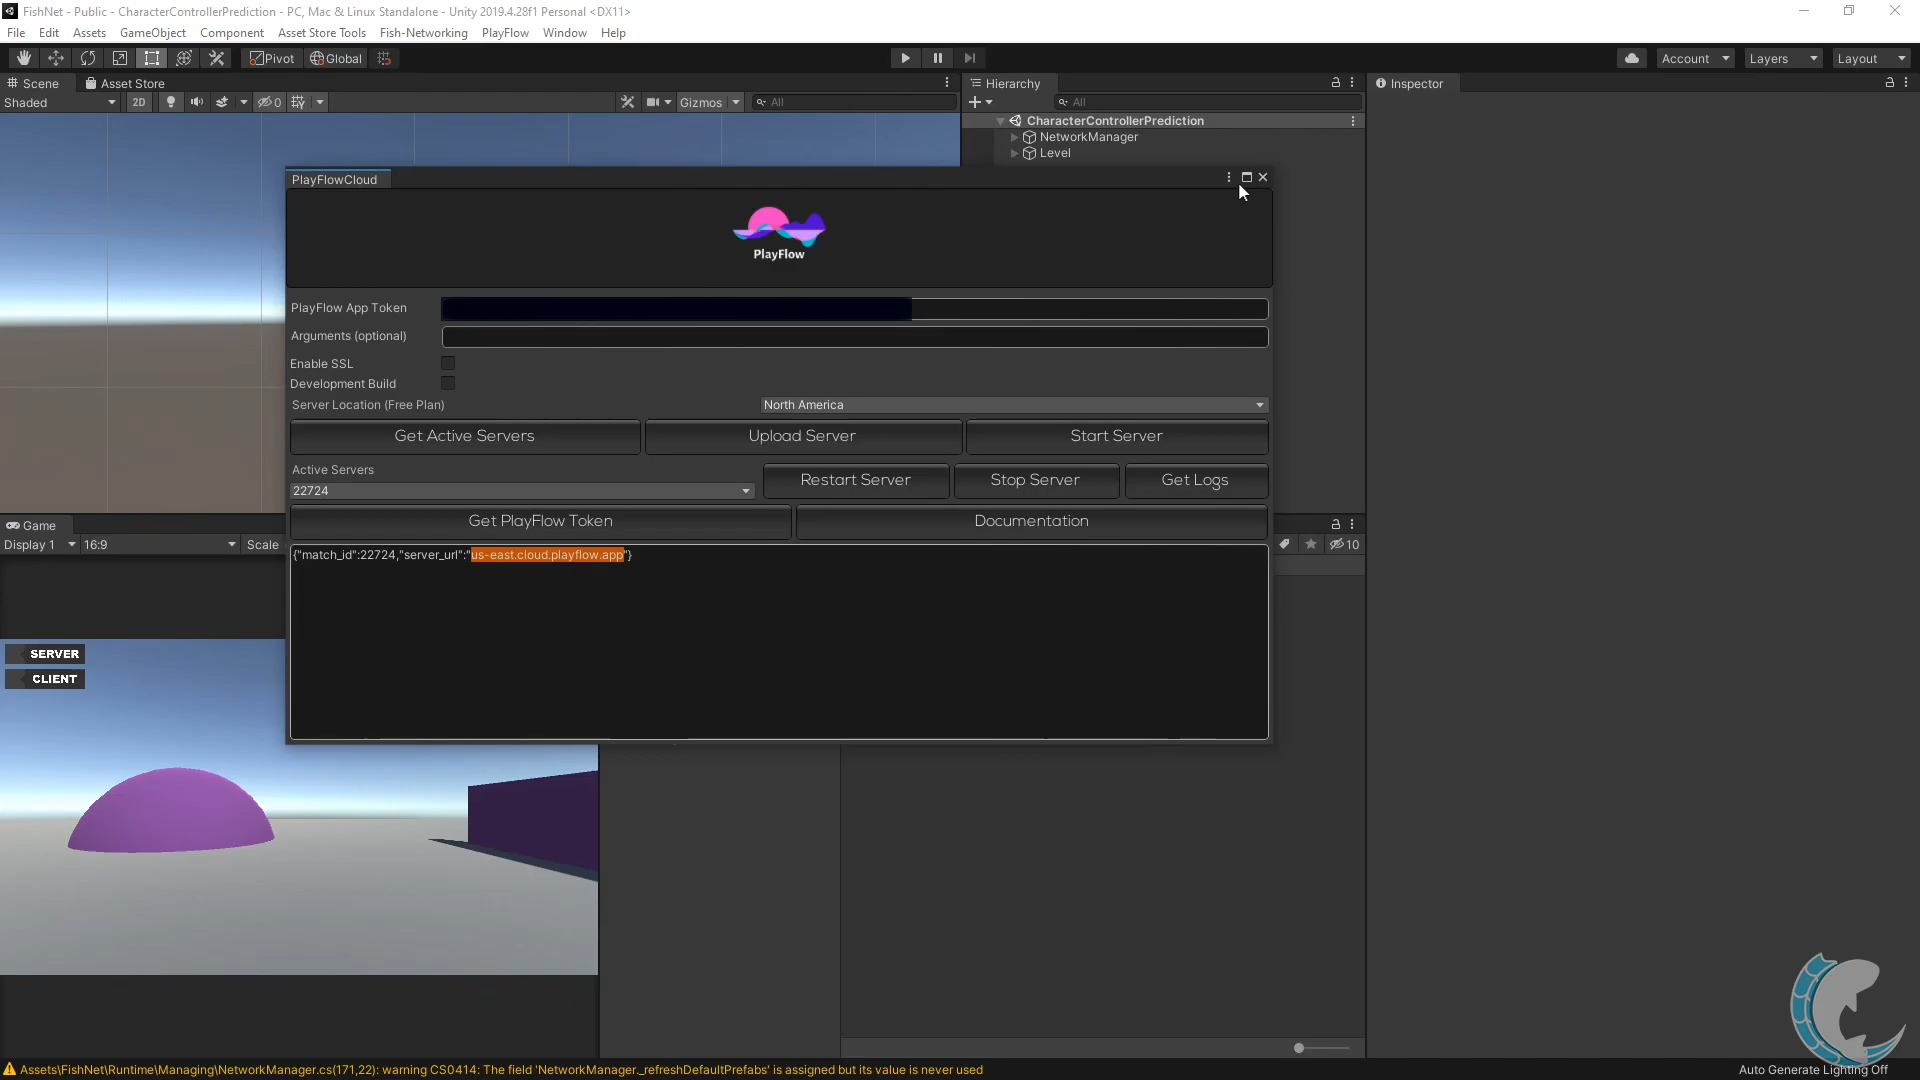 FishNet - Public - CharacterControllerPrediction - PC, Mac & Linux Standalone - Unity 2019.4.28f1 Personal <DX11>
File Edit Assets GameObject Component Asset Store Tools Fish-Networking PlayFlow Window Help
Pivot Global Account Layers Layout
Scene Asset Store Hierarchy Inspector
Shaded 2D 0 Gizmos All All
CharacterControllerPrediction
NetworkManager
Level
PlayFlowCloud
PlayFlow
PlayFlow App Token
Arguments (optional)
Enable SSL
Development Build
Server Location (Free Plan) North America
Get Active Servers Upload Server Start Server
Active Servers
22724 Restart Server Stop Server Get Logs
Get PlayFlow Token Documentation
Game
Display 1 16:9 Scale 10
{"match_id":22724,"server_url":"us-east.cloud.playflow.app"}
SERVER
CLIENT
Assets\FishNet\Runtime\Managing\NetworkManager.cs(171,22): warning CS0414: The field 'NetworkManager._refreshDefaultPrefabs' is assigned but its value is never used
Auto Generate Lighting Off